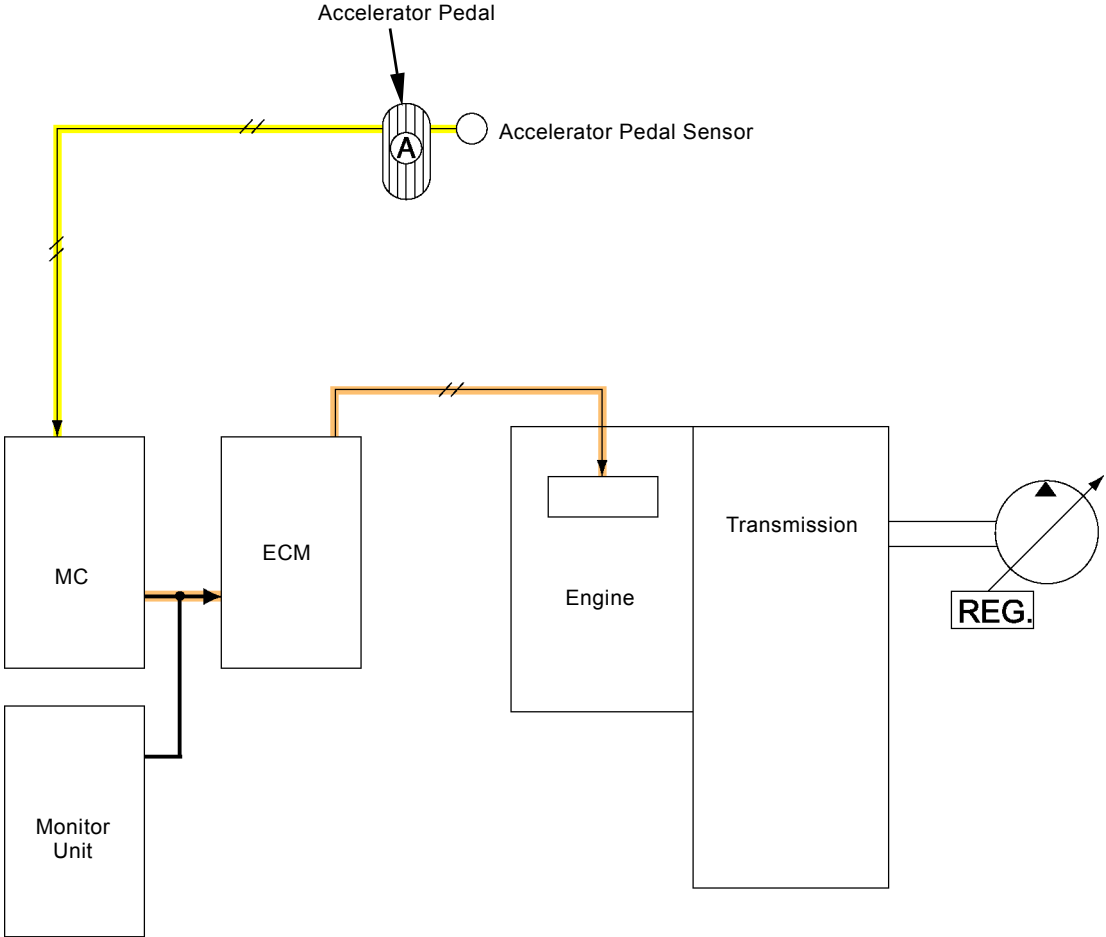 Accelerator Pedal
A
Accelerator Pedal Sensor
MC
ECM
Engine
Transmission
REG.
Monitor
Unit